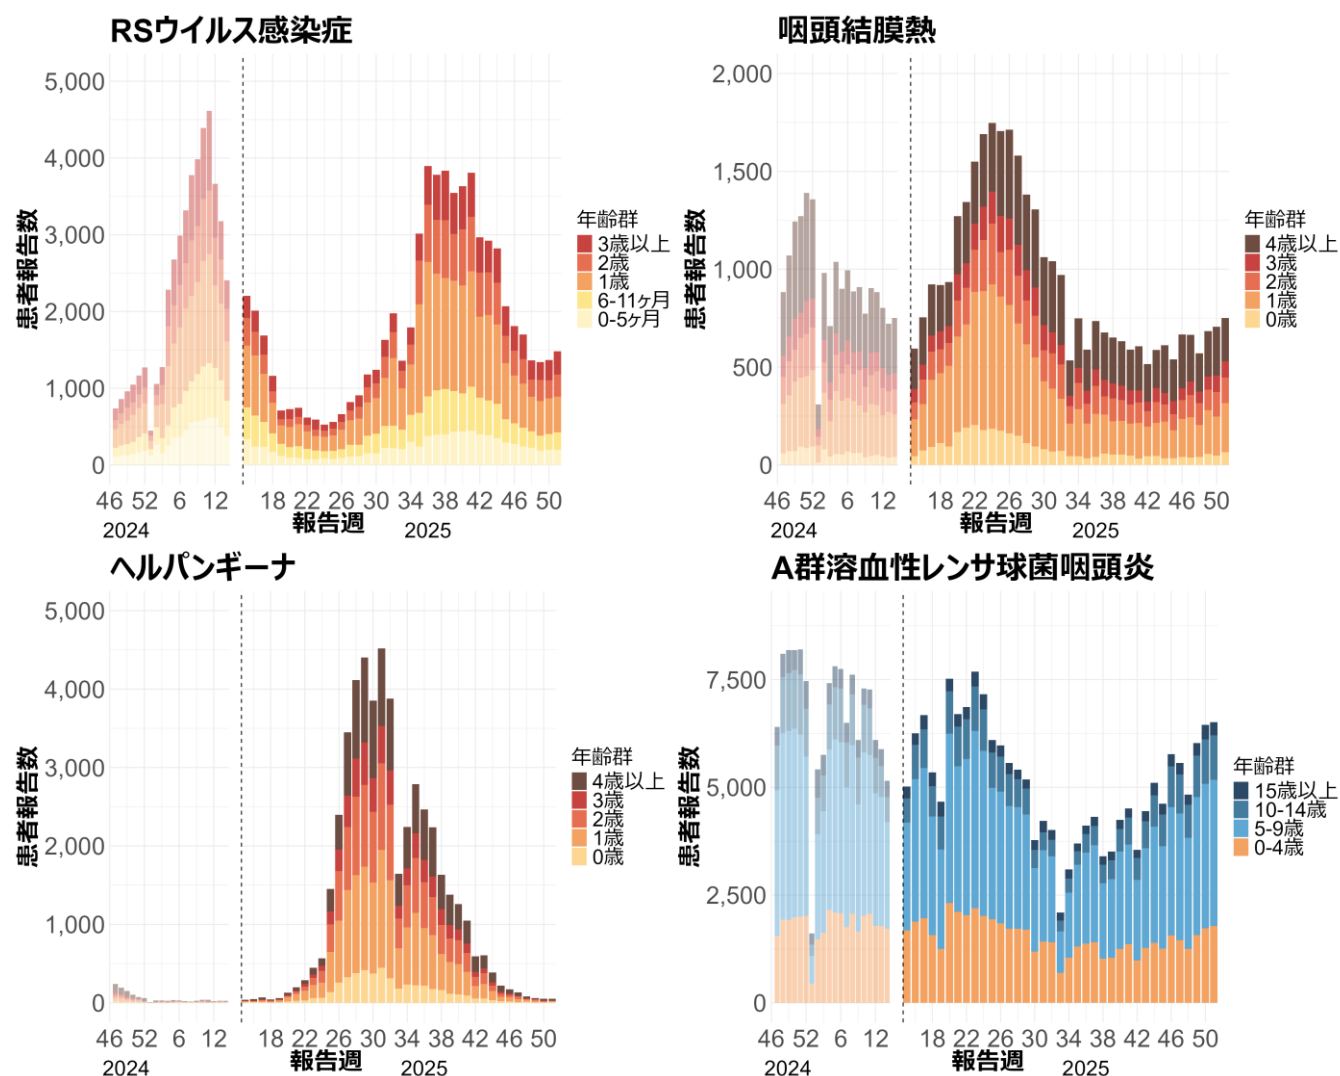 RSウイルス感染症
患者報告数
5,000
4,000
3,000
2,000
1,000
0
年齢群
3歳以上
2歳
1歳
6-11ヶ月
0-5ヶ月
46 52 6 12 18 22 26 30 34 38 42 46 50
2024 報告週 2025
咽頭結膜熱
患者報告数
2,000
1,500
1,000
500
0
年齢群
4歳以上
3歳
2歳
1歳
0歳
46 52 6 12 18 22 26 30 34 38 42 46 50
2024 報告週 2025
ヘルパンギーナ
患者報告数
5,000
4,000
3,000
2,000
1,000
0
年齢群
4歳以上
3歳
2歳
1歳
0歳
46 52 6 12 18 22 26 30 34 38 42 46 50
2024 報告週 2025
A群溶血性レンサ球菌咽頭炎
患者報告数
7,500
5,000
2,500
0
年齢群
15歳以上
10-14歳
5-9歳
0-4歳
46 52 6 12 18 22 26 30 34 38 42 46 50
2024 報告週 2025